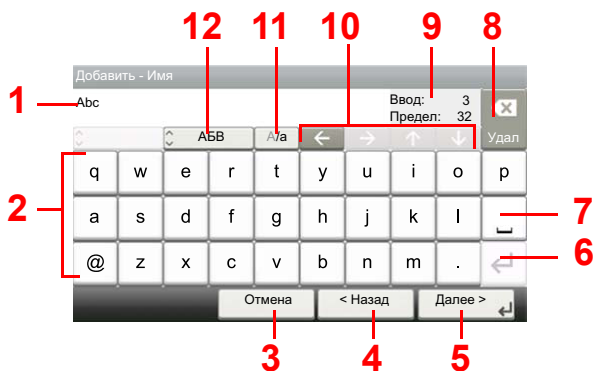 12 11 10 9 8
Добавить - Имя
1 Abc Ввод: 3
Предел: 32
АБВ A/a ← → ↑ ↓ Удал
2 q w e r t y u i o p
a s d f g h j k l 7
@ z x c v b n m . 6
Отмена < Назад Далее >
3 4 5